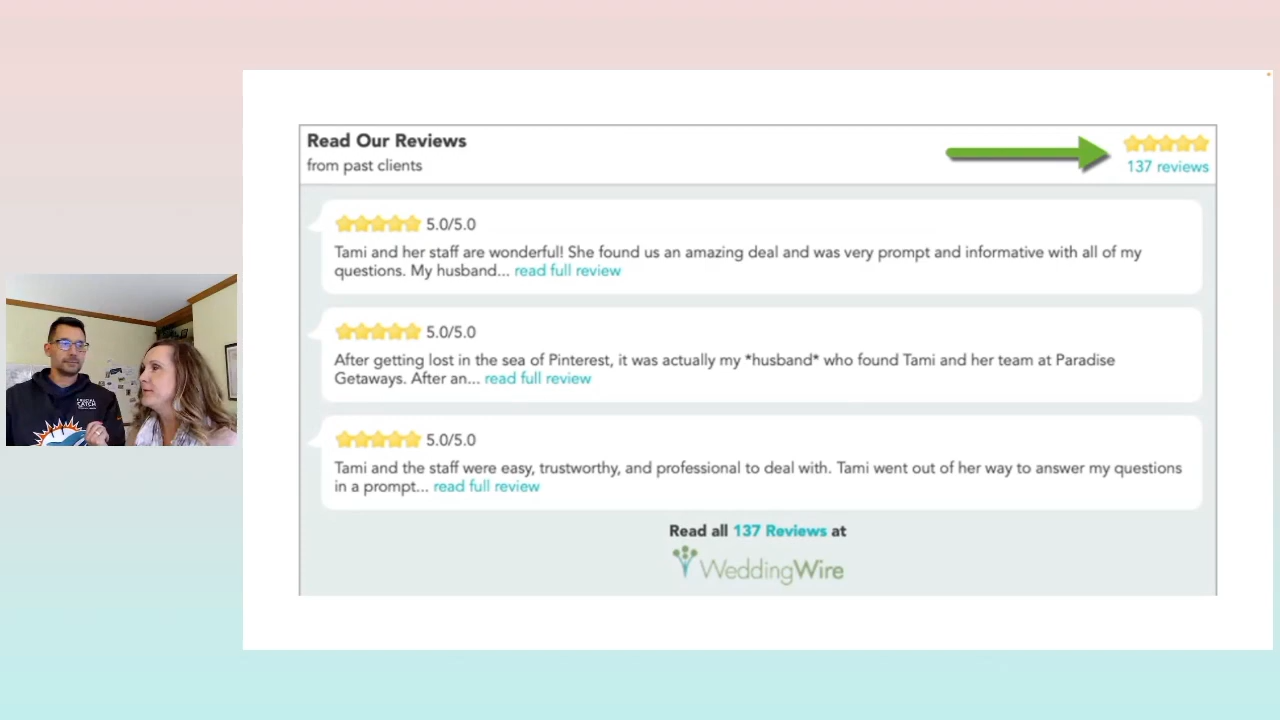 Read Our Reviews
from past clients
137 reviews
5.0/5.0
Tami and her staff are wonderful! She found us an amazing deal and was very prompt and informative with all of my
questions. My husband... read full review
5.0/5.0
After getting lost in the sea of Pinterest, it was actually my *husband* who found Tami and her team at Paradise
Getaways. After an... read full review
5.0/5.0
Tami and the staff were easy, trustworthy, and professional to deal with. Tami went out of her way to answer my questions
in a prompt... read full review
Read all 137 Reviews at
WeddingWire
CATCH